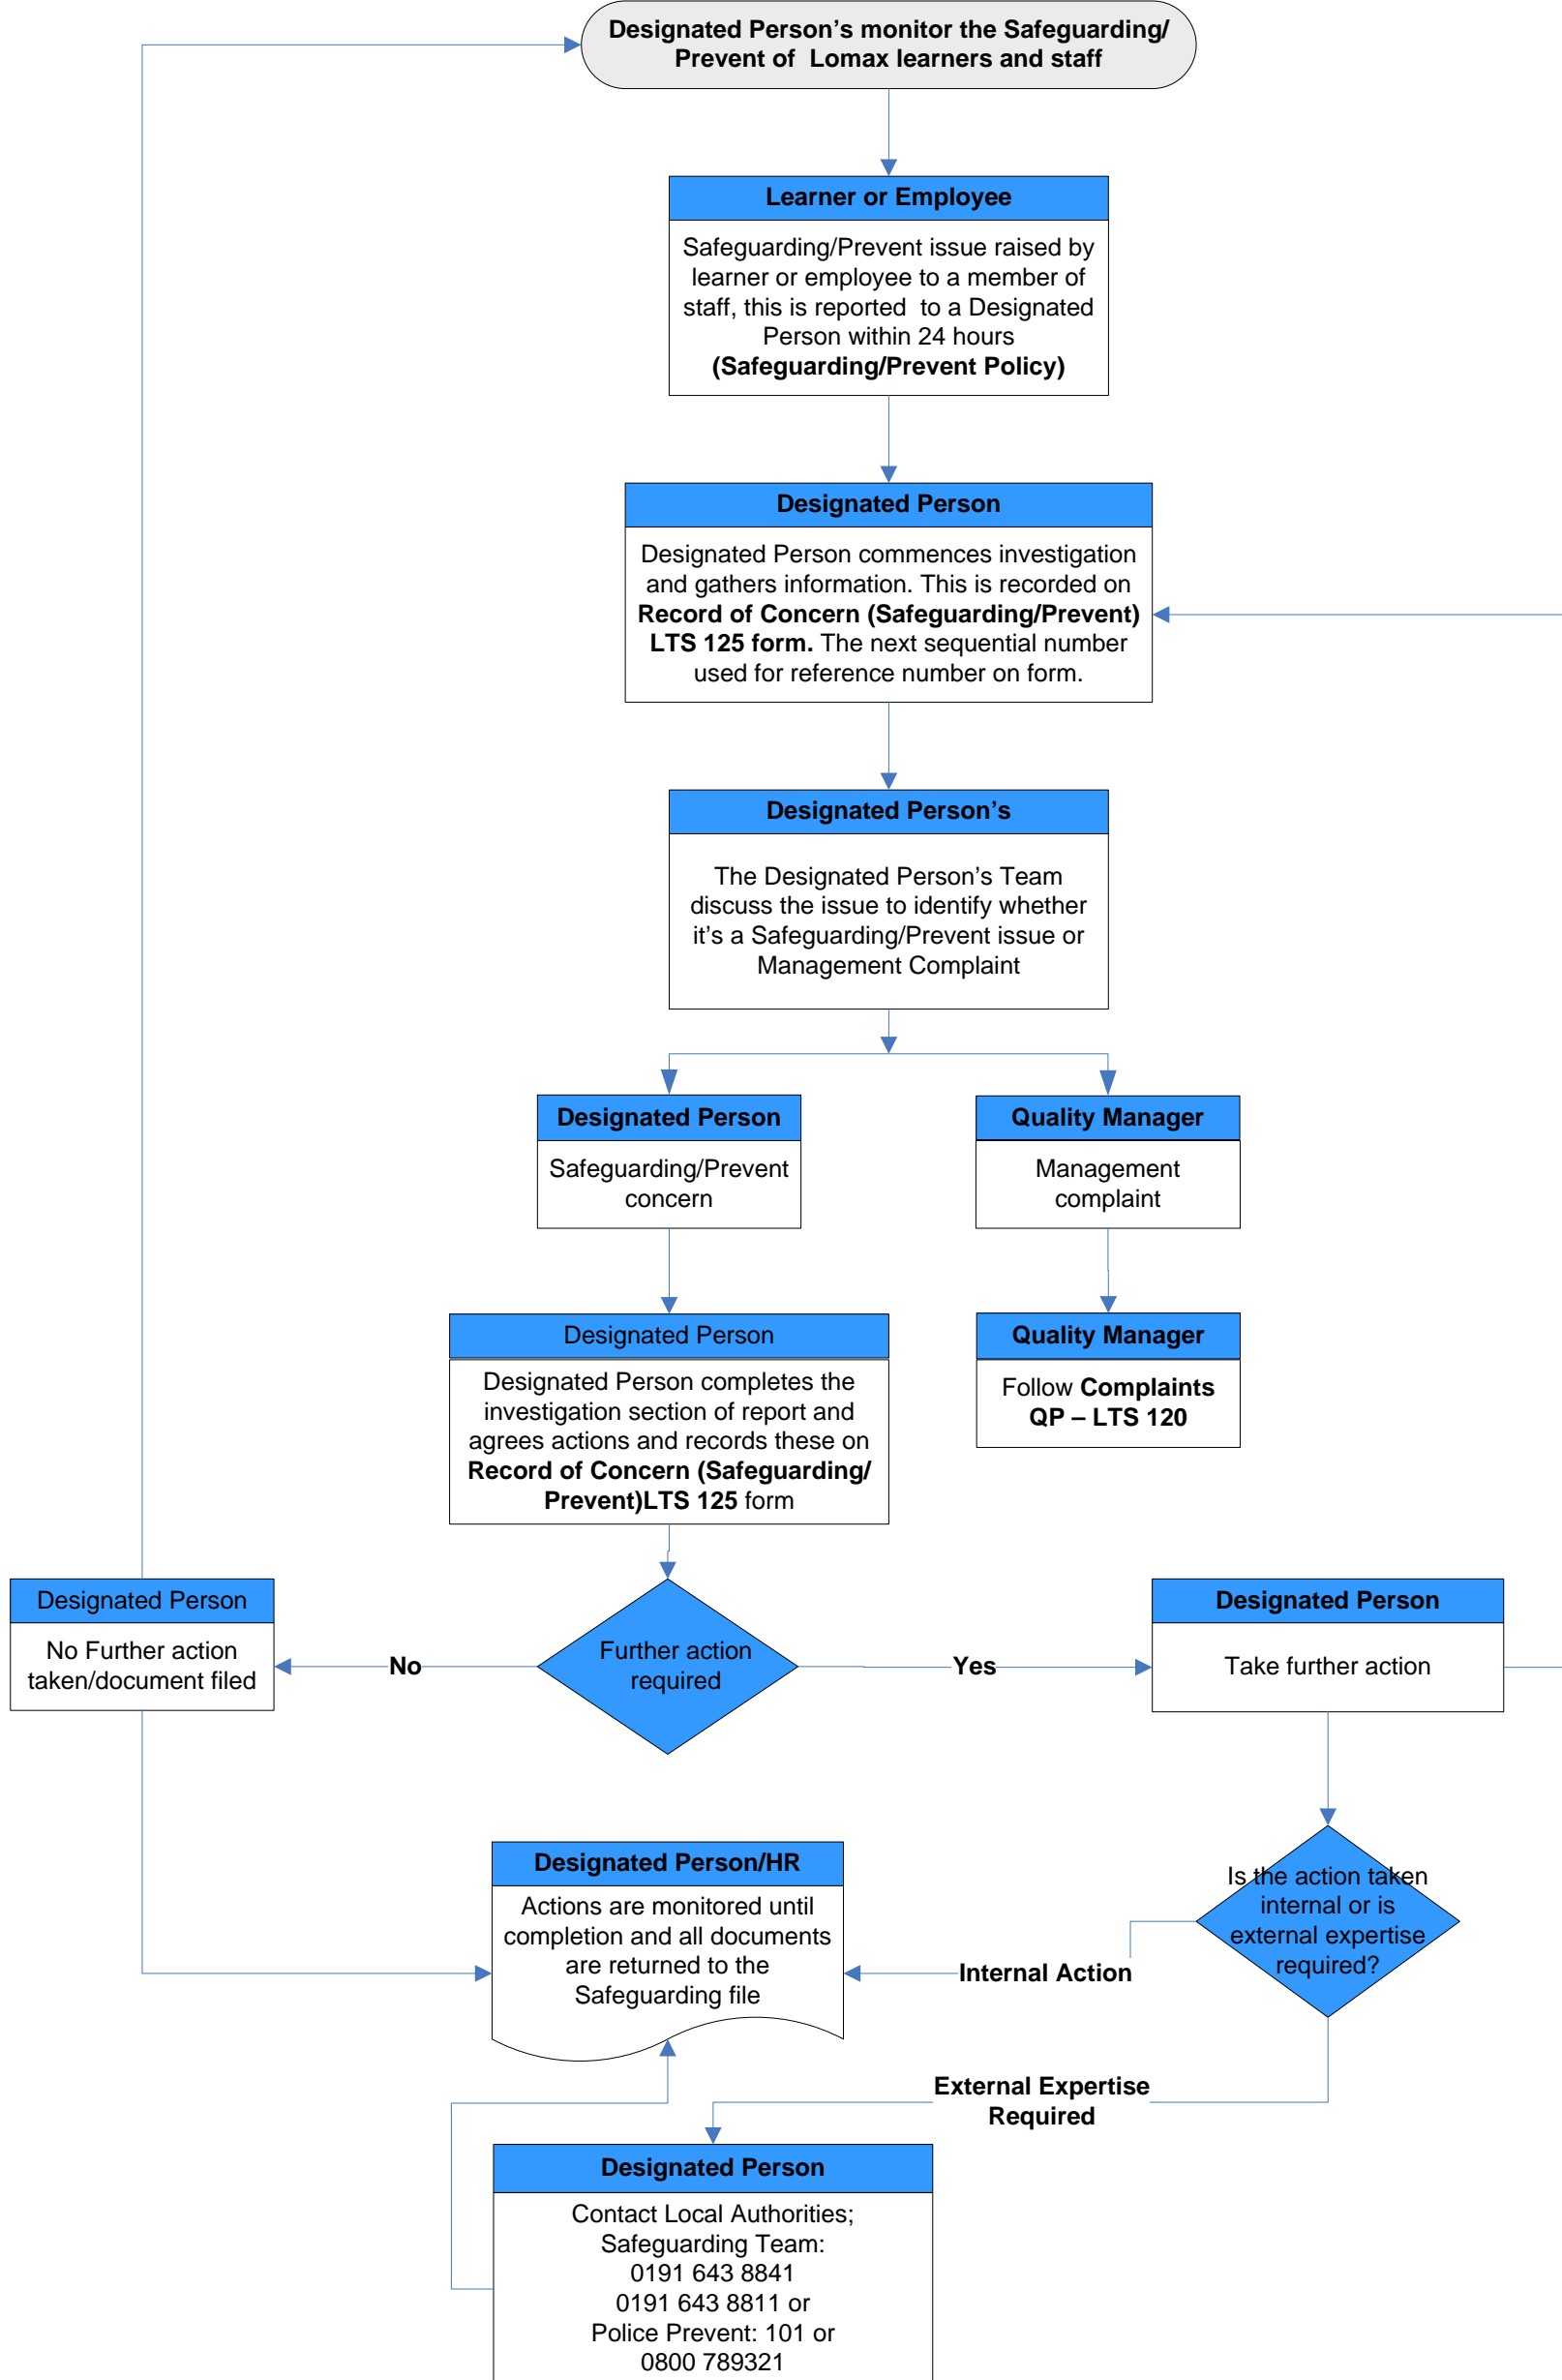 Designated Person's monitor the Safeguarding/
Prevent of  Lomax learners and staff
Learner or Employee
Safeguarding/Prevent issue raised by
learner or employee to a member of
staff, this is reported  to a Designated
Person within 24 hours
(Safeguarding/Prevent Policy)
Designated Person
Designated Person commences investigation
and gathers information. This is recorded on
Record of Concern (Safeguarding/Prevent)
LTS 125 form. The next sequential number
used for reference number on form.
Designated Person's
The Designated Person's Team
discuss the issue to identify whether
it's a Safeguarding/Prevent issue or
Management Complaint
Designated Person
Safeguarding/Prevent
concern
Quality Manager
Management
complaint
Designated Person
Designated Person completes the
investigation section of report and
agrees actions and records these on
Record of Concern (Safeguarding/
Prevent)LTS 125 form
Quality Manager
Follow Complaints
QP – LTS 120
Designated Person
No Further action
taken/document filed
No
Further action
required
Yes
Designated Person
Take further action
Designated Person/HR
Actions are monitored until
completion and all documents
are returned to the
Safeguarding file
Internal Action
Is the action taken
internal or is
external expertise
required?
External Expertise
Required
Designated Person
Contact Local Authorities;
Safeguarding Team:
0191 643 8841
0191 643 8811 or
Police Prevent: 101 or
0800 789321